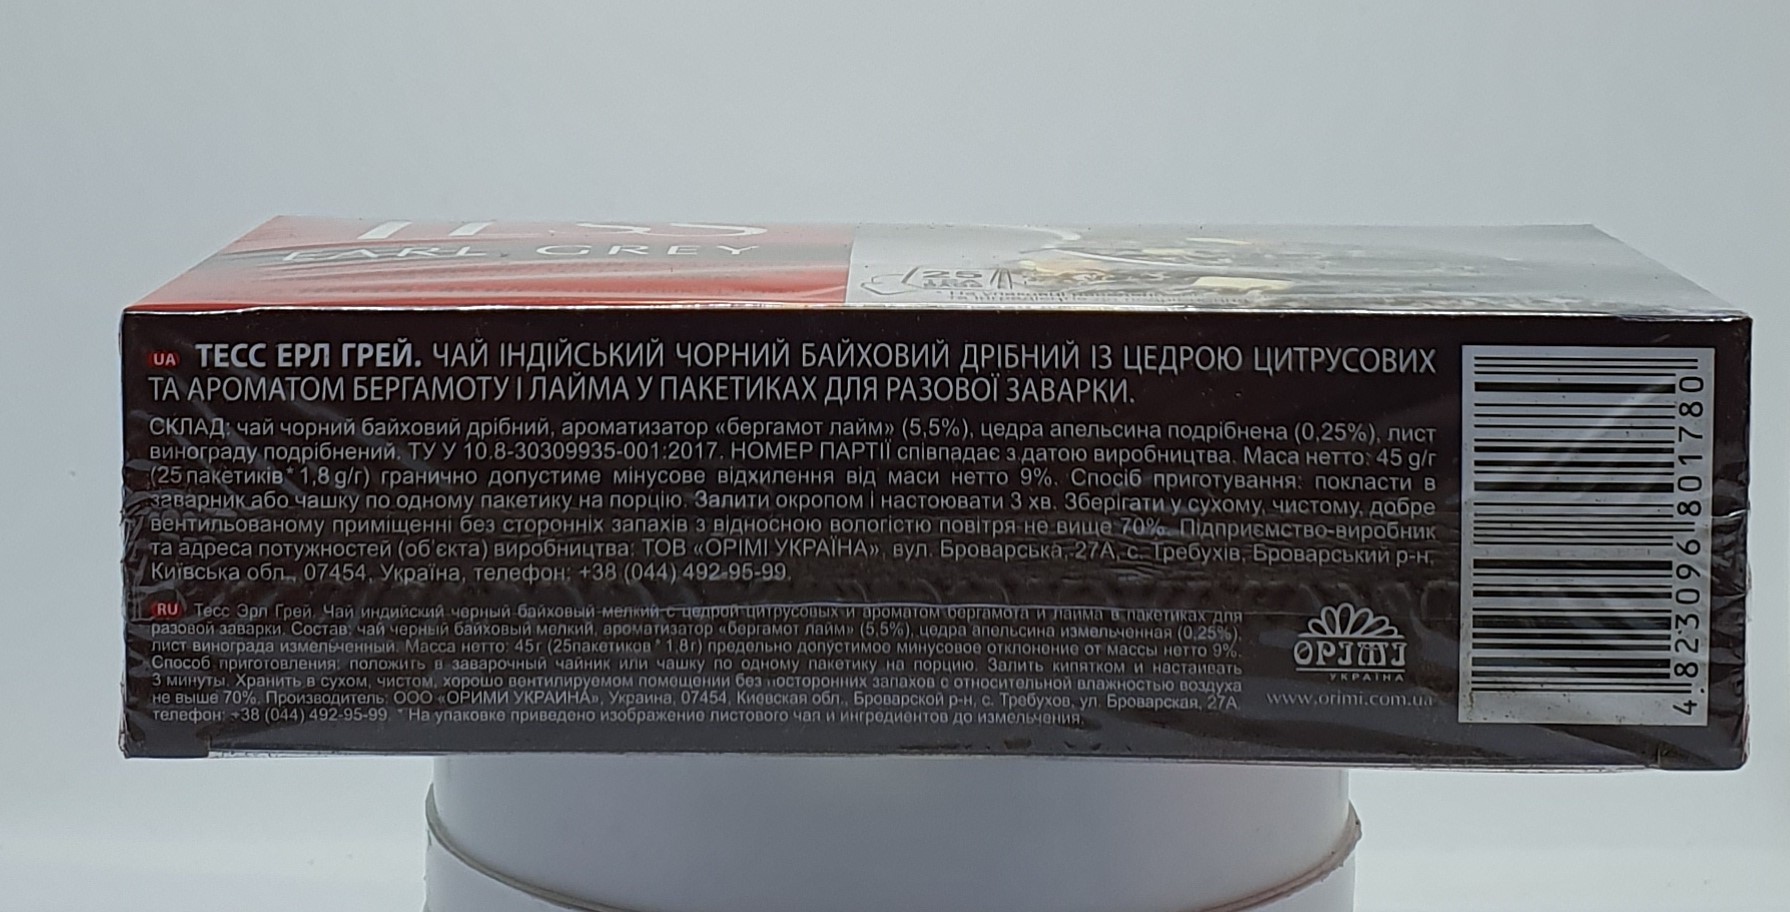 TESS
EARL GREY
25
UA ТЕСС ЕРЛ ГРЕЙ. ЧАЙ ІНДІЙСЬКИЙ ЧОРНИЙ БАЙХОВИЙ ДРІБНИЙ ІЗ ЦЕДРОЮ ЦИТРУСОВИХ
ТА АРОМАТОМ БЕРГАМОТУ І ЛАЙМА У ПАКЕТИКАХ ДЛЯ РАЗОВОЇ ЗАВАРКИ.
СКЛАД: чай чорний байховий дрібний, ароматизатор «бергамот лайм» (5,5%), цедра апельсина подрібнена (0,25%), лист
винограду подрібнений. ТУ У 10.8-30309935-001:2017. НОМЕР ПАРТІЇ співпадає з датою виробництва. Маса нетто: 45 g/г
(25 пакетиків * 1,8 g/г) гранично допустиме мінусове відхилення від маси нетто 9%. Спосіб приготування: покласти в
заварник або чашку по одному пакетику на порцію. Залити окропом і настоювати 3 хв. Зберігати у сухому, чистому, добре
вентильованому приміщенні без сторонніх запахів з відносною вологістю повітря не вище 70%. Підприємство-виробник
та адреса потужностей (об'єкта) виробництва: ТОВ «ОРІМІ УКРАЇНА», вул. Броварська, 27А, с. Требухів, Броварський р-н,
Київська обл., 07454, Україна, телефон: +38 (044) 492-95-99.
RU Тесс Эрл Грей. Чай индийский черный байховый мелкий с цедрой цитрусовых и ароматом бергамота и лайма в пакетиках для
разовой заварки. Состав: чай черный байховый мелкий, ароматизатор «бергамот лайм» (5,5%), цедра апельсина измельченная (0,25%),
лист винограда измельченный. Масса нетто: 45г (25пакетиков * 1,8г) предельно допустимое минусовое отклонение от массы нетто 9%.
Способ приготовления: положить в заварочный чайник или чашку по одному пакетику на порцию. Залить кипятком и настаивать
3 минуты. Хранить в сухом, чистом, хорошо вентилируемом помещении без посторонних запахов с относительной влажностью воздуха
не выше 70%. Производитель: ООО «ОРИМИ УКРАИНА», Украина, 07454, Киевская обл., Броварской р-н, с. Требухов, ул. Броварская, 27А,
телефон: +38 (044) 492-95-99. * На упаковке приведено изображение листового чая и ингредиентов до измельчения.
ОРІМІ
УКРАЇНА
www.orimi.com.ua
4 823096 801780